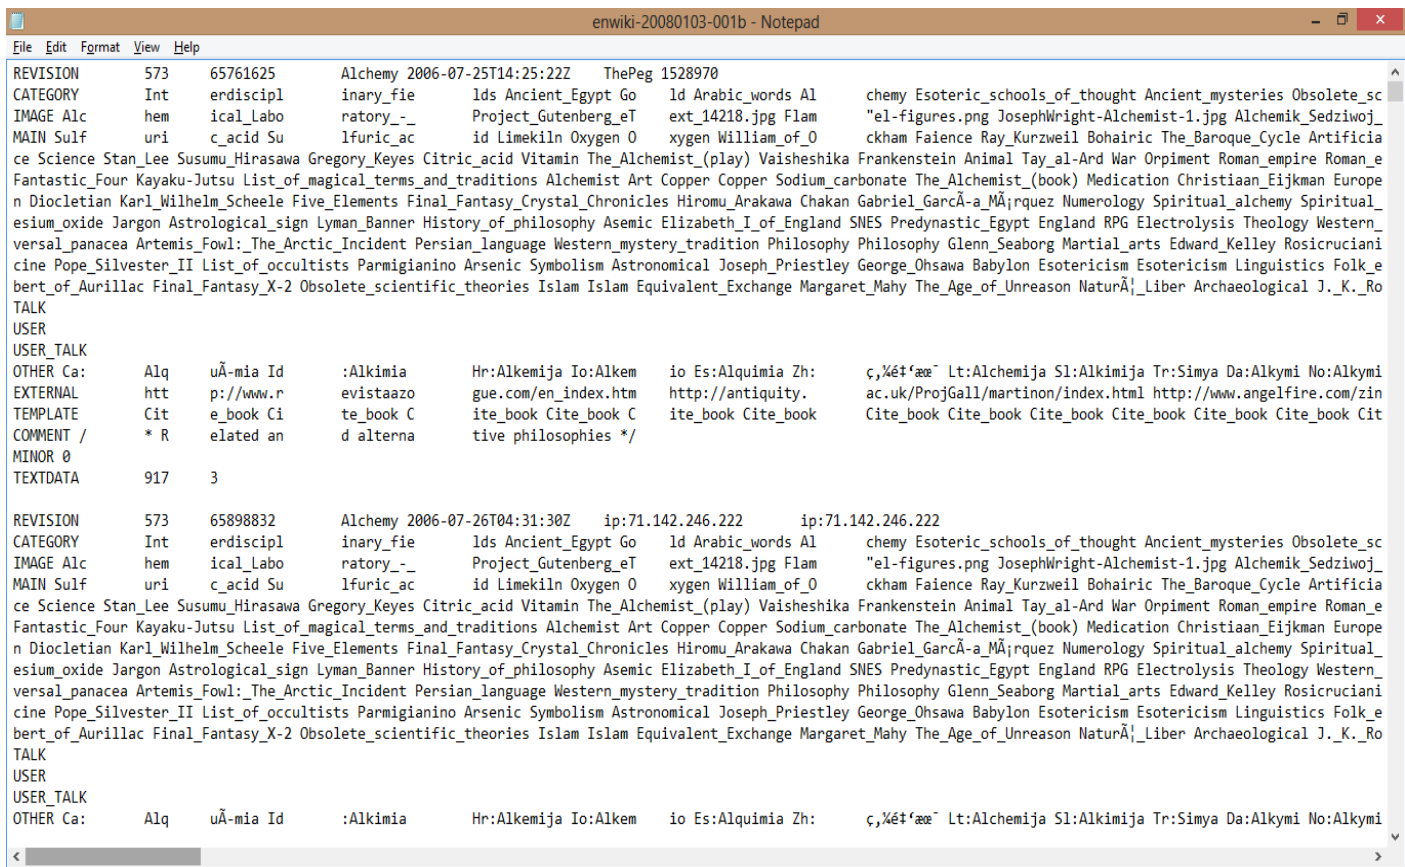 enwiki-20080103-001b - Notepad
File Edit Format View Help
REVISION 573 65761625 Alchemy 2006-07-25T14:25:22Z ThePeg 1528970
CATEGORY Int erdiscipl inary_fie lds Ancient_Egypt Go ld Arabic_words Al chemy Esoteric_schools_of_thought Ancient_mysteries Obsolete_sc
IMAGE Alc hem ical_Labo ratory_-_ Project_Gutenberg_eT ext_14218.jpg Flam "el-figures.png JosephWright-Alchemist-1.jpg Alchemik_Sedziwoj_
MAIN Sulf uri c_acid Su lfuric_ac id Limekiln Oxygen O xygen William_of_O ckham Faience Ray_Kurzweil Bohairic The_Baroque_Cycle Artificia
ce Science Stan_Lee Susumu_Hirasawa Gregory_Keyes Citric_acid Vitamin The_Alchemist_(play) Vaisheshika Frankenstein Animal Tay_al-Ard War Orpiment Roman_empire Roman_e
Fantastic_Four Kayaku-Jutsu List_of_magical_terms_and_traditions Alchemist Art Copper Copper Sodium_carbonate The_Alchemist_(book) Medication Christiaan_Eijkman Europe
n Diocletian Karl_Wilhelm_Scheele Five_Elements Final_Fantasy_Crystal_Chronicles Hiromu_Arakawa Chakan Gabriel_GarcÃ-a_MÃ¡rquez Numerology Spiritual_alchemy Spiritual_
esium_oxide Jargon Astrological_sign Lyman_Banner History_of_philosophy Asemic Elizabeth_I_of_England SNES Predynastic_Egypt England RPG Electrolysis Theology Western_
versal_panacea Artemis_Fowl:_The_Arctic_Incident Persian_language Western_mystery_tradition Philosophy Philosophy Glenn_Seaborg Martial_arts Edward_Kelley Rosicruciani
cine Pope_Silvester_II List_of_occultists Parmigianino Arsenic Symbolism Astronomical Joseph_Priestley George_Ohsawa Babylon Esotericism Esotericism Linguistics Folk_e
bert_of_Aurillac Final_Fantasy_X-2 Obsolete_scientific_theories Islam Islam Equivalent_Exchange Margaret_Mahy The_Age_of_Unreason NaturÃ¦_Liber Archaeological J._K._Ro
TALK
USER
USER_TALK
OTHER Ca: Alq uÃ-mia Id :Alkimia Hr:Alkemija Io:Alkem io Es:Alquimia Zh: ç‚¼é‡‘æœ¯ Lt:Alchemija Sl:Alkimija Tr:Simya Da:Alkymi No:Alkymi
EXTERNAL htt p://www.r evistaazo gue.com/en_index.htm http://antiquity. ac.uk/ProjGall/martinon/index.html http://www.angelfire.com/zin
TEMPLATE Cit e_book Ci te_book C ite_book Cite_book C ite_book Cite_book Cite_book Cite_book Cite_book Cite_book Cite_book Cite_book Cit
COMMENT / * R elated an d alterna tive philosophies */
MINOR 0
TEXTDATA 917 3
REVISION 573 65898832 Alchemy 2006-07-26T04:31:30Z ip:71.142.246.222 ip:71.142.246.222
CATEGORY Int erdiscipl inary_fie lds Ancient_Egypt Go ld Arabic_words Al chemy Esoteric_schools_of_thought Ancient_mysteries Obsolete_sc
IMAGE Alc hem ical_Labo ratory_-_ Project_Gutenberg_eT ext_14218.jpg Flam "el-figures.png JosephWright-Alchemist-1.jpg Alchemik_Sedziwoj_
MAIN Sulf uri c_acid Su lfuric_ac id Limekiln Oxygen O xygen William_of_O ckham Faience Ray_Kurzweil Bohairic The_Baroque_Cycle Artificia
ce Science Stan_Lee Susumu_Hirasawa Gregory_Keyes Citric_acid Vitamin The_Alchemist_(play) Vaisheshika Frankenstein Animal Tay_al-Ard War Orpiment Roman_empire Roman_e
Fantastic_Four Kayaku-Jutsu List_of_magical_terms_and_traditions Alchemist Art Copper Copper Sodium_carbonate The_Alchemist_(book) Medication Christiaan_Eijkman Europe
n Diocletian Karl_Wilhelm_Scheele Five_Elements Final_Fantasy_Crystal_Chronicles Hiromu_Arakawa Chakan Gabriel_GarcÃ-a_MÃ¡rquez Numerology Spiritual_alchemy Spiritual_
esium_oxide Jargon Astrological_sign Lyman_Banner History_of_philosophy Asemic Elizabeth_I_of_England SNES Predynastic_Egypt England RPG Electrolysis Theology Western_
versal_panacea Artemis_Fowl:_The_Arctic_Incident Persian_language Western_mystery_tradition Philosophy Philosophy Glenn_Seaborg Martial_arts Edward_Kelley Rosicruciani
cine Pope_Silvester_II List_of_occultists Parmigianino Arsenic Symbolism Astronomical Joseph_Priestley George_Ohsawa Babylon Esotericism Esotericism Linguistics Folk_e
bert_of_Aurillac Final_Fantasy_X-2 Obsolete_scientific_theories Islam Islam Equivalent_Exchange Margaret_Mahy The_Age_of_Unreason NaturÃ¦_Liber Archaeological J._K._Ro
TALK
USER
USER_TALK
OTHER Ca: Alq uÃ-mia Id :Alkimia Hr:Alkemija Io:Alkem io Es:Alquimia Zh: ç‚¼é‡‘æœ¯ Lt:Alchemija Sl:Alkimija Tr:Simya Da:Alkymi No:Alkymi